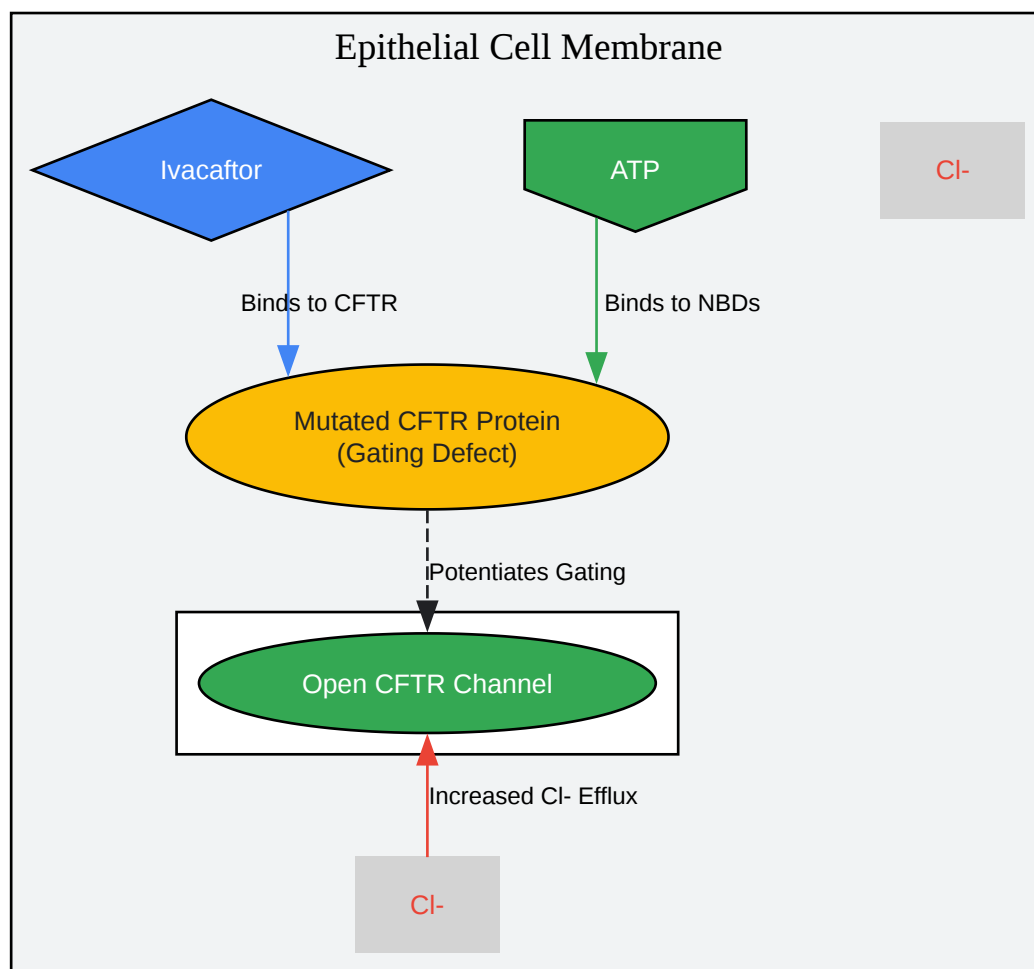 Epithelial Cell Membrane
Ivacaftor
ATP
Cl-
Binds to CFTR
Binds to NBDs
Mutated CFTR Protein
(Gating Defect)
Potentiates Gating
Open CFTR Channel
Increased Cl- Efflux
Cl-